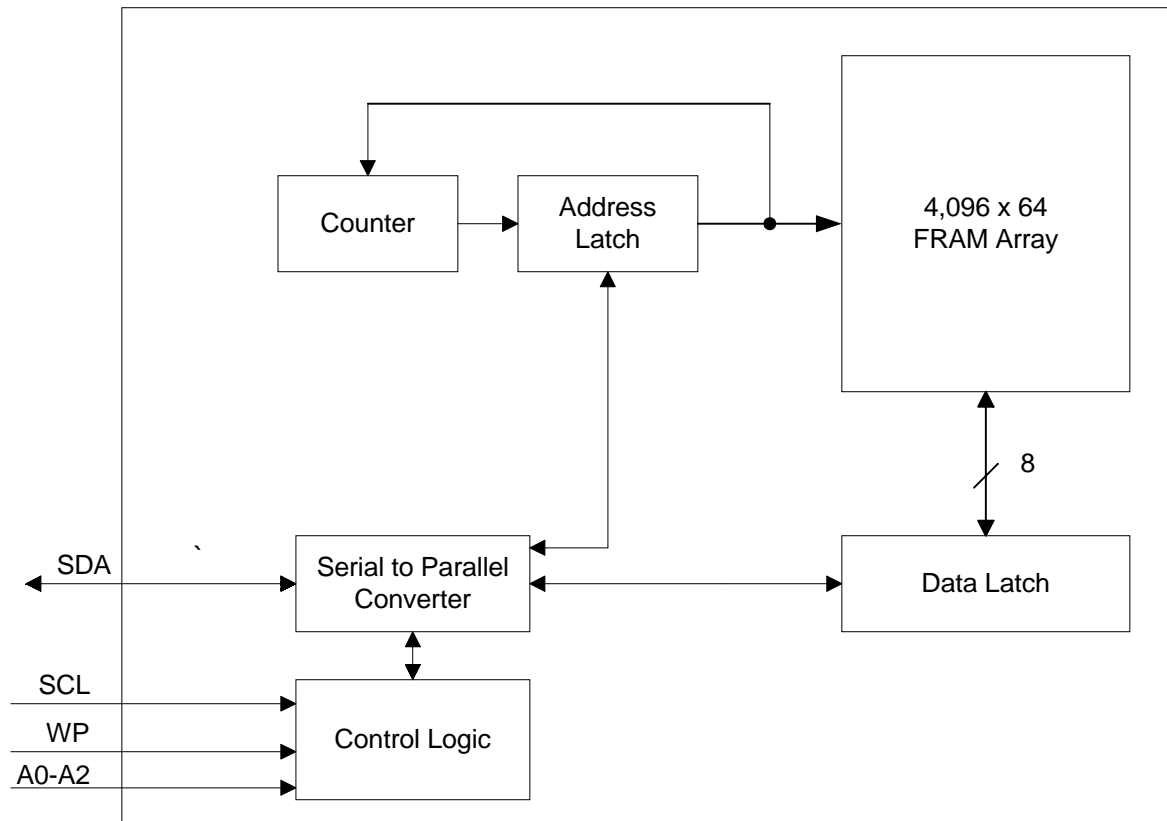 Counter
Address
Latch
4,096 x 64
FRAM Array
8
SDA
`
Serial to Parallel
Converter
Data Latch
SCL
WP
A0-A2
Control Logic